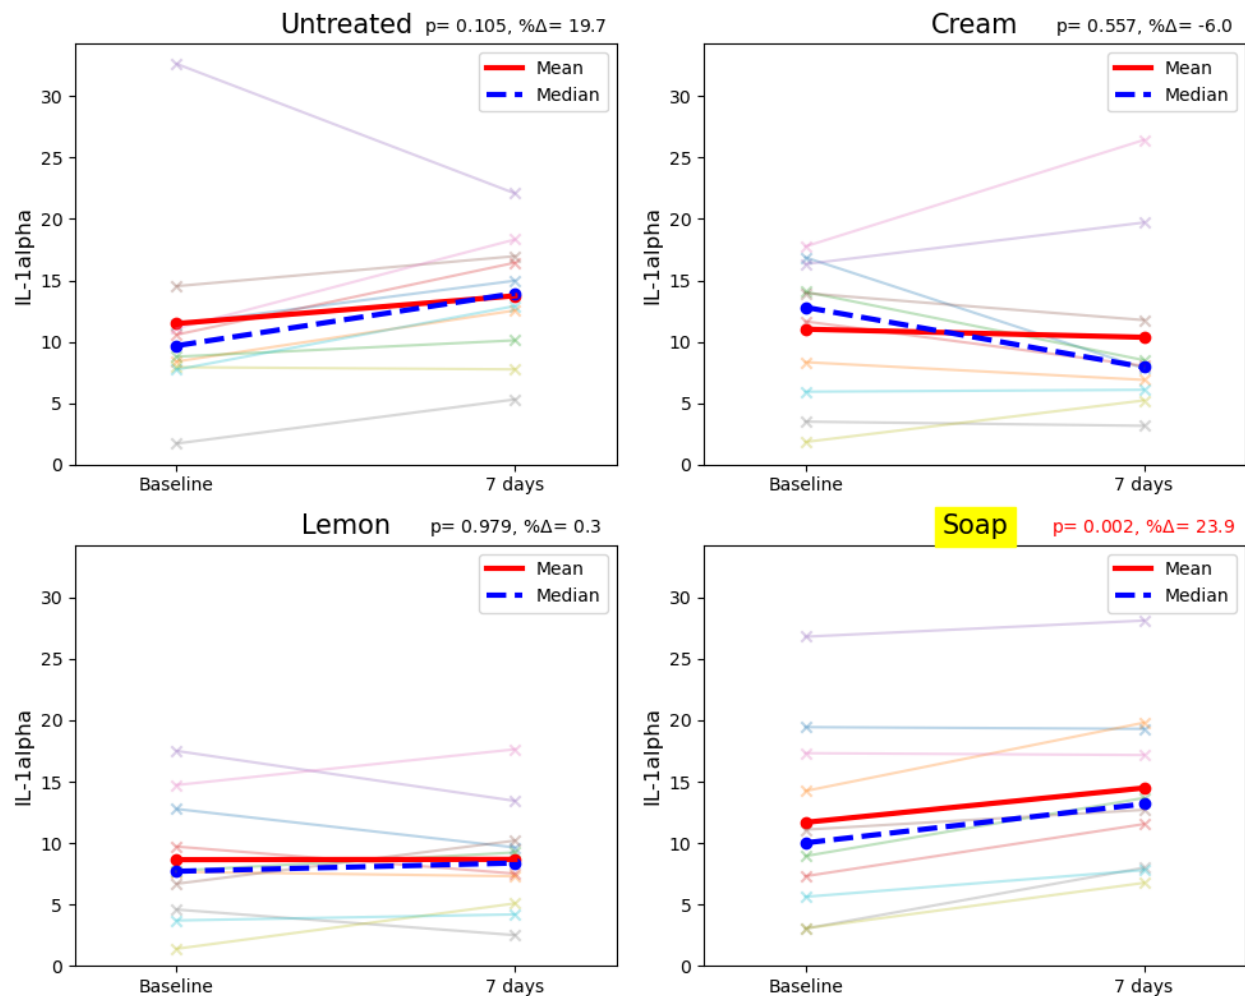 Untreated p= 0.105, %Δ= 19.7
Mean
Median
IL-1alpha
30
25
20
15
10
5
0
Baseline 7 days
Cream p= 0.557, %Δ= -6.0
Mean
Median
IL-1alpha
30
25
20
15
10
5
0
Baseline 7 days
Lemon p= 0.979, %Δ= 0.3
Mean
Median
IL-1alpha
30
25
20
15
10
5
0
Baseline 7 days
Soap p= 0.002, %Δ= 23.9
Mean
Median
IL-1alpha
30
25
20
15
10
5
0
Baseline 7 days